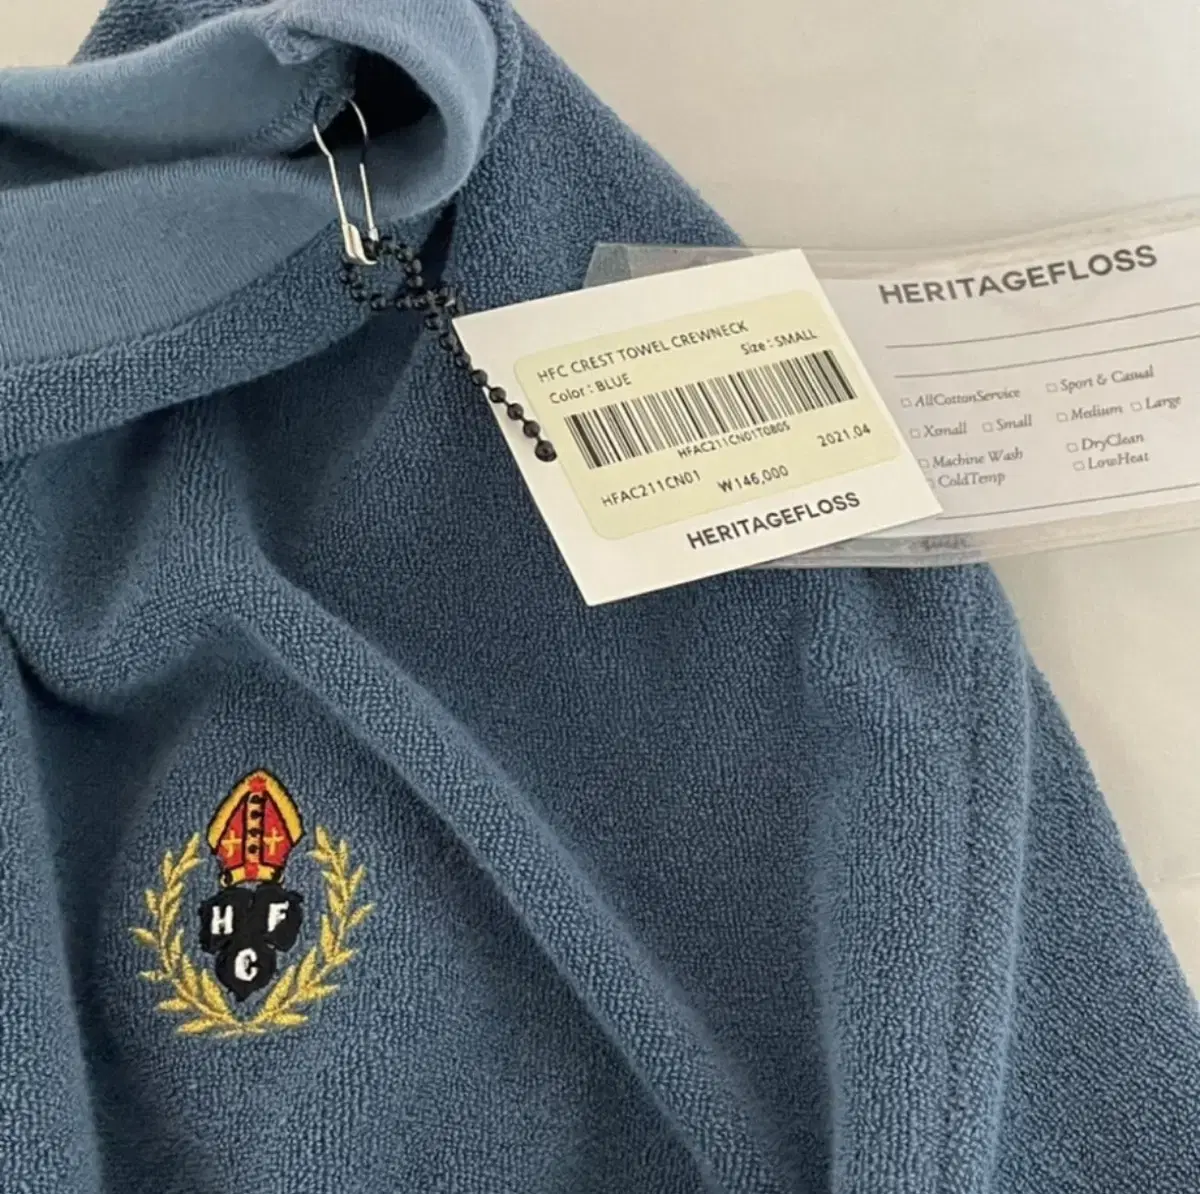 HFC CREST TOWEL CREWNECK
Color : BLUE Size : SMALL
HFAC211CN01T0805
HFAC211CN01 ₩146,000 2021.04
HERITAGEFLOSS
HERITAGEFLOSS
□ AllCottonService □ Sport & Casual
□ Xsmall □ Small □ Medium □ Large
□ Machine Wash □ DryClean
□ ColdTemp □ LowHeat
H F
C